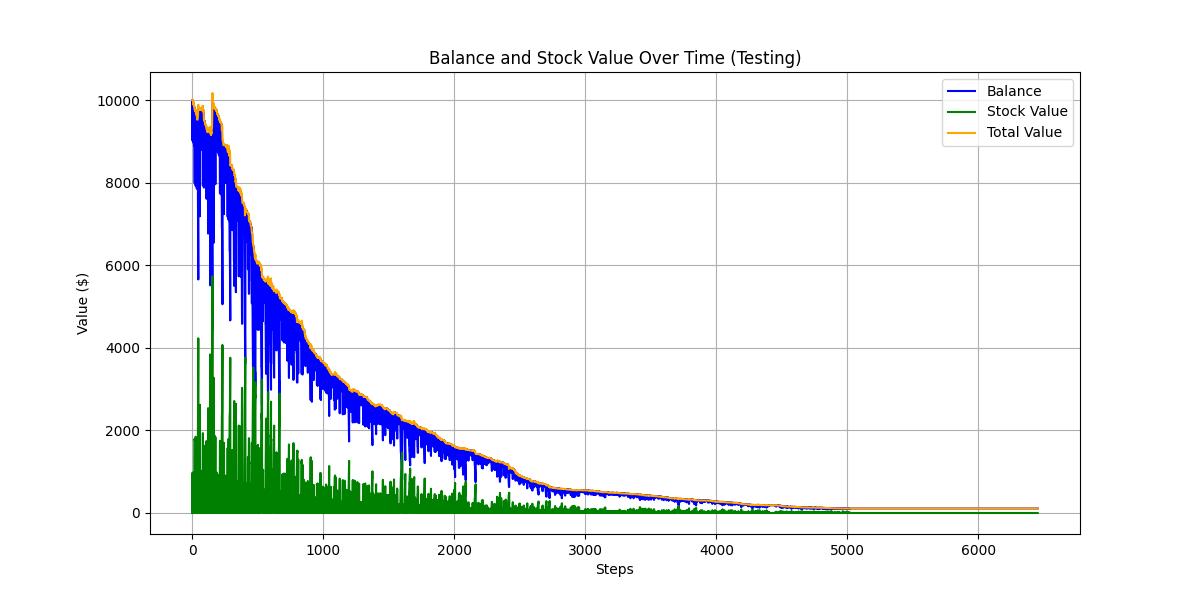 Balance and Stock Value Over Time (Testing)
Balance
Stock Value
Total Value
10000
8000
6000
4000
2000
0
Value ($)
0 1000 2000 3000 4000 5000 6000
Steps